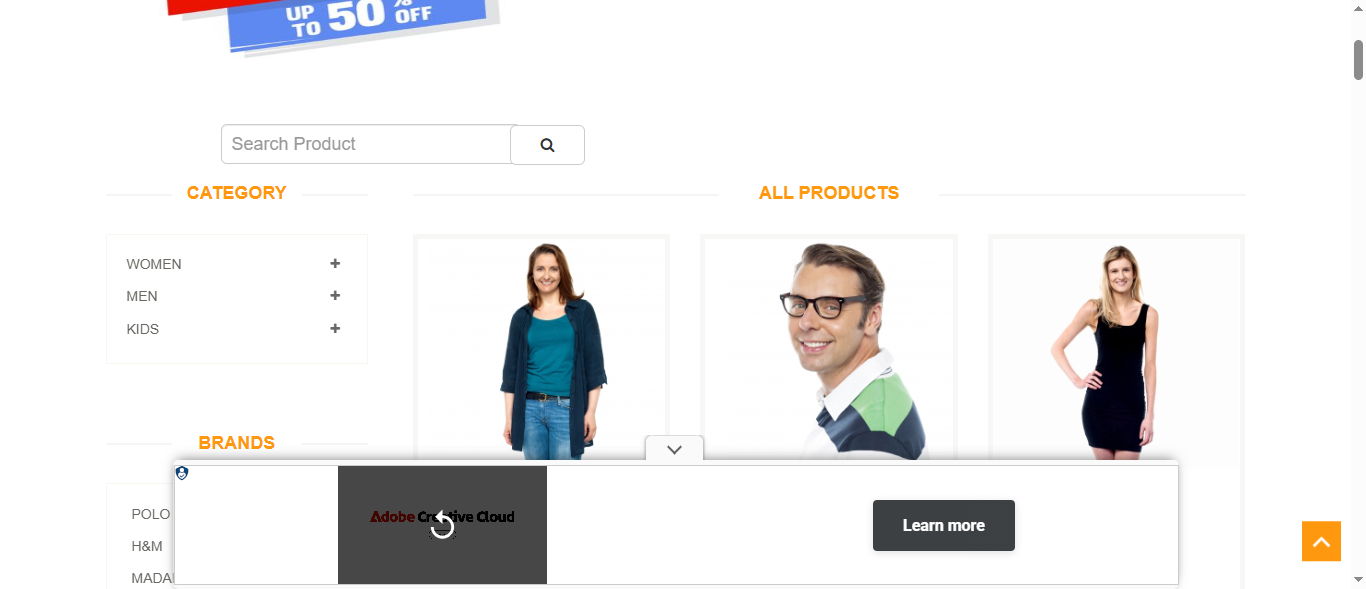 UP
TO 50% OFF
Search Product
CATEGORY
ALL PRODUCTS
WOMEN
MEN
KIDS
BRANDS
POLO
H&M
MADA
Adobe Creative Cloud
Learn more